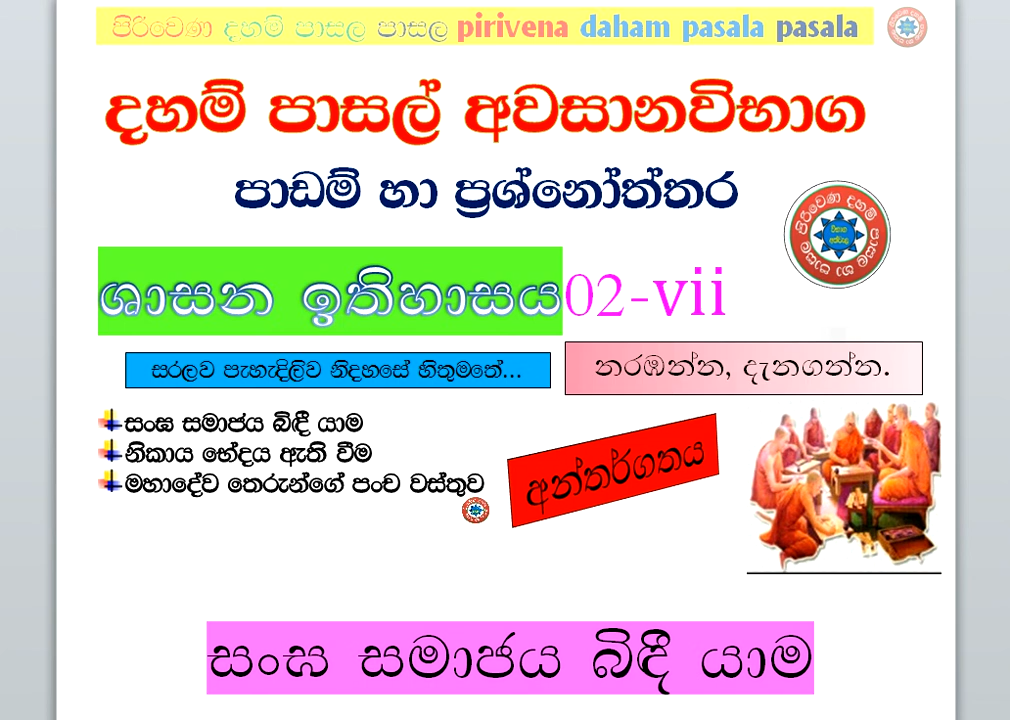 පිරිවෙණ දහම් පාසල පාසල pirivena daham pasala pasala
දහම් පාසල් අවසානවිභාග
පාඩම් හා ප්‍රශ්නෝත්තර
පිරිවෙණ දහම්
විභාග
ශාසන ඉතිහාසය02-vii
සරලව පැහැදිලිව නිදහසේ හිතුමතේ...
නරඹන්න, දැනගන්න.
සංඝ සමාජය බිඳී යාම
නිකාය භේදය ඇති වීම
මහාදේව තෙරුන්ගේ පංච වස්තුව
අන්තර්ගතය
සංඝ සමාජය බිඳී යාම